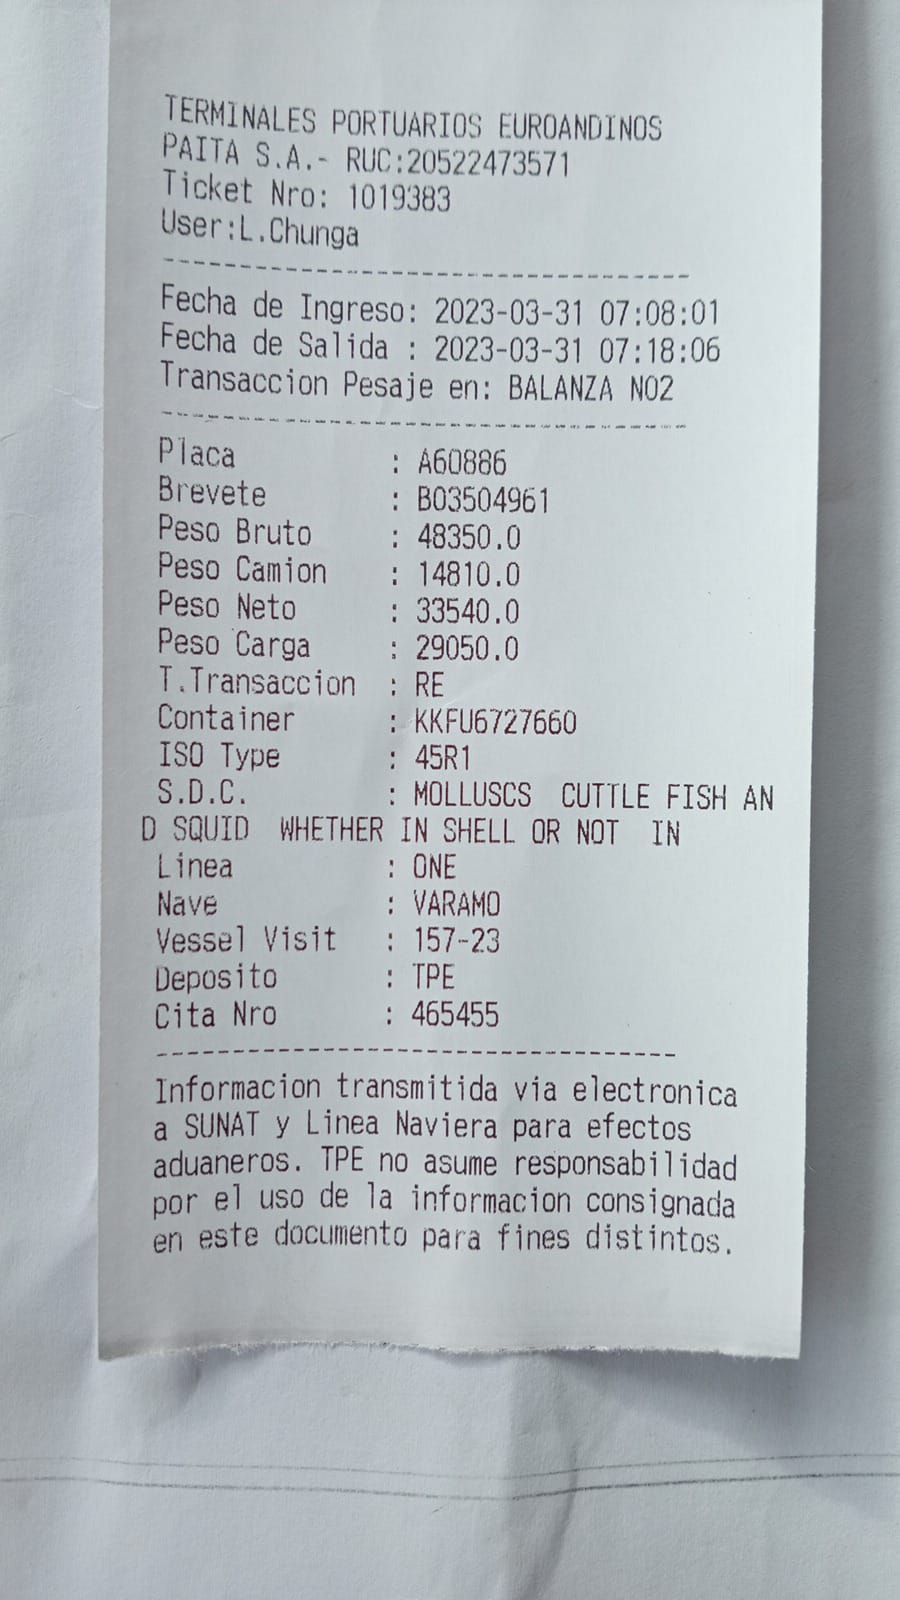 TERMINALES PORTUARIOS EUROANDINOS
PAITA S.A.- RUC:20522473571
Ticket Nro: 1019383
User:L.Chunga
----------------------------------
Fecha de Ingreso: 2023-03-31 07:08:01
Fecha de Salida : 2023-03-31 07:18:06
Transaccion Pesaje en: BALANZA NO2
----------------------------------
Placa : A60886
Brevete : B03504961
Peso Bruto : 48350.0
Peso Camion : 14810.0
Peso Neto : 33540.0
Peso Carga : 29050.0
T.Transaccion : RE
Container : KKFU6727660
ISO Type : 45R1
S.D.C. : MOLLUSCS  CUTTLE FISH AN
D SQUID  WHETHER IN SHELL OR NOT  IN
Linea : ONE
Nave : VARAMO
Vessel Visit : 157-23
Deposito : TPE
Cita Nro : 465455
----------------------------------
Informacion transmitida via electronica
a SUNAT y Linea Naviera para efectos
aduaneros. TPE no asume responsabilidad
por el uso de la informacion consignada
en este documento para fines distintos.